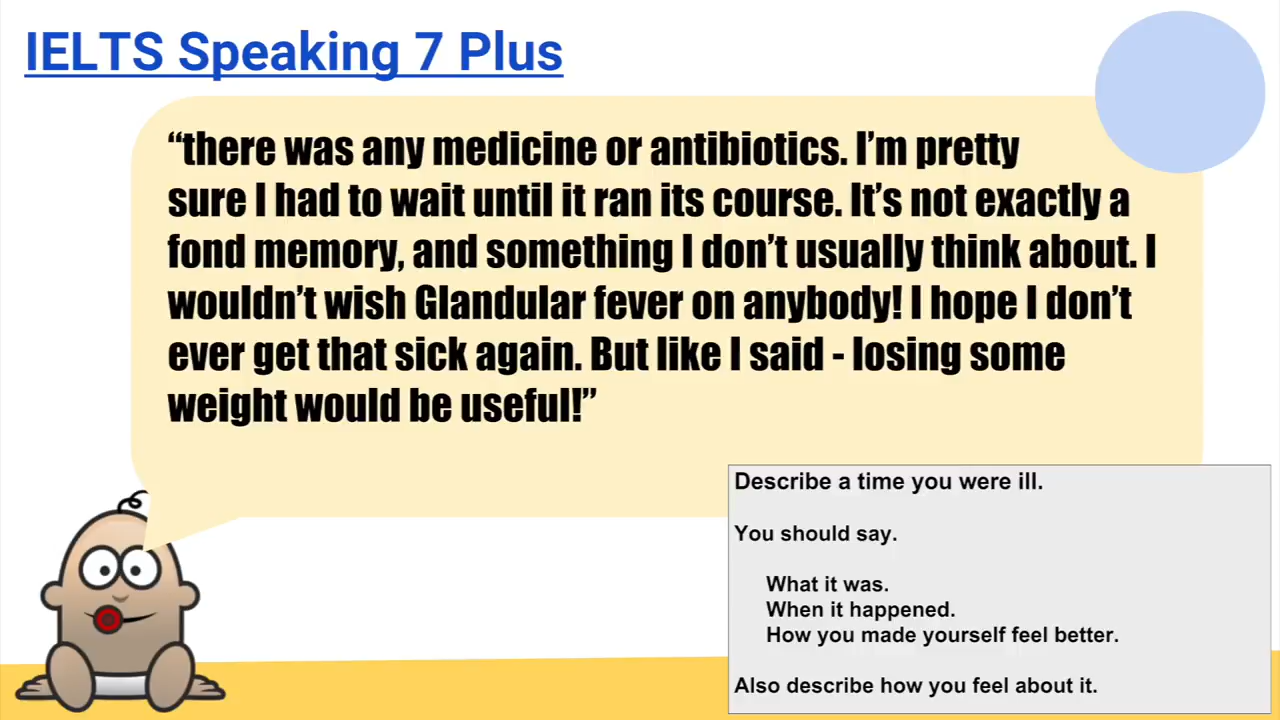 IELTS Speaking 7 Plus
“there was any medicine or antibiotics. I’m pretty
sure I had to wait until it ran its course. It’s not exactly a
fond memory, and something I don’t usually think about. I
wouldn’t wish Glandular fever on anybody! I hope I don’t
ever get that sick again. But like I said - losing some
weight would be useful!”
Describe a time you were ill.
You should say.
What it was.
When it happened.
How you made yourself feel better.
Also describe how you feel about it.